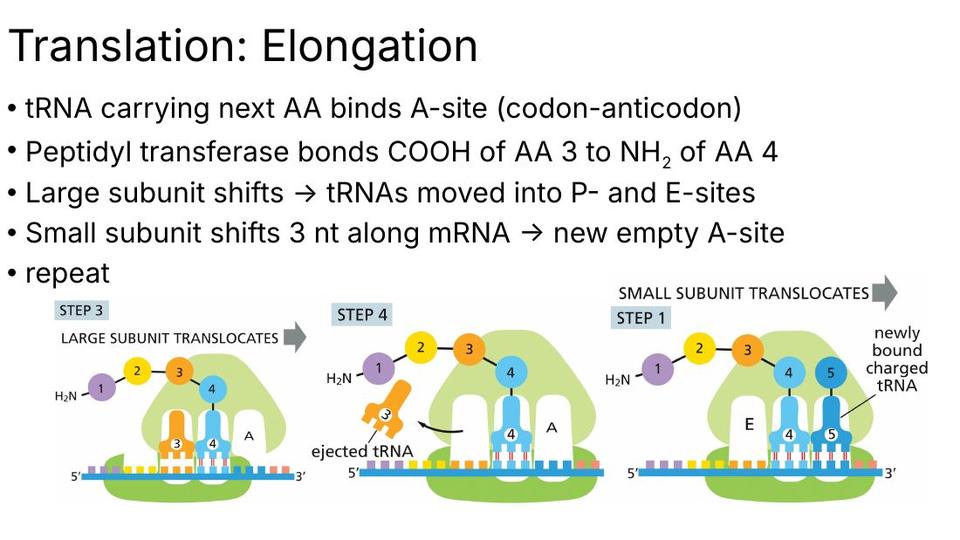 Translation: Elongation
• tRNA carrying next AA binds A-site (codon-anticodon)
• Peptidyl transferase bonds COOH of AA 3 to NH₂ of AA 4
• Large subunit shifts → tRNAs moved into P- and E-sites
• Small subunit shifts 3 nt along mRNA → new empty A-site
• repeat
STEP 3
LARGE SUBUNIT TRANSLOCATES
H₂N 1 2 3 4
3 4 A
5′ 3′
STEP 4
H₂N 1 2 3 4
3
4 A
ejected tRNA
5′
SMALL SUBUNIT TRANSLOCATES
STEP 1
newly
bound
charged
tRNA
H₂N 1 2 3 4 5
E 4 5
5′ 3′